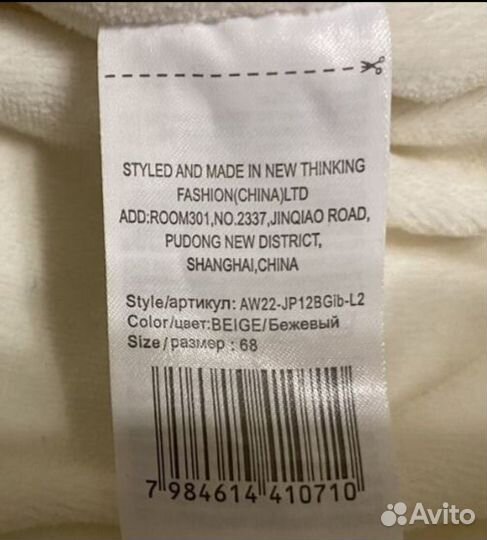 STYLED AND MADE IN NEW THINKING
FASHION(CHINA)LTD
ADD:ROOM301,NO.2337,JINQIAO ROAD,
PUDONG NEW DISTRICT,
SHANGHAI,CHINA
Style/артикул: AW22-JP12BGib-L2
Color/цвет:BEIGE/Бежевый
Size/размер : 68
7 984614 410710
Avito